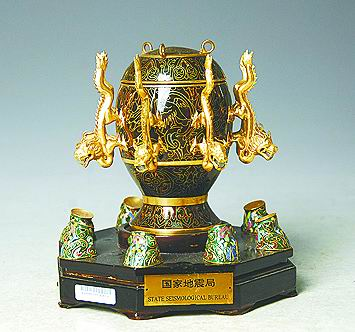 国家地震局
STATE SEISMOLOGICAL BUREAU